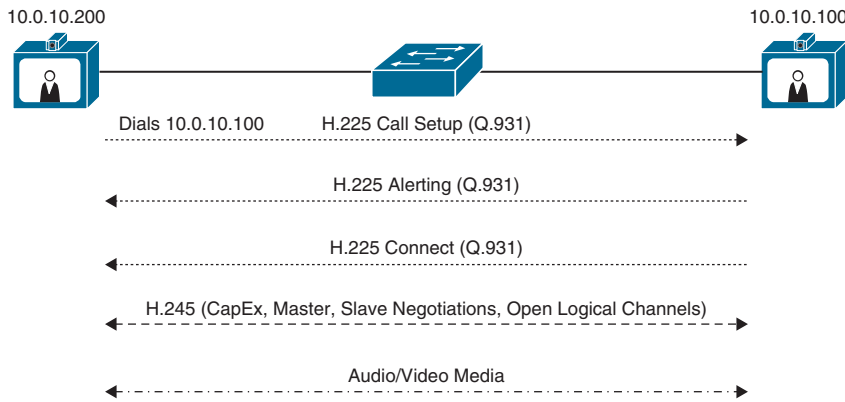 10.0.10.200
10.0.10.100
Dials 10.0.10.100 H.225 Call Setup (Q.931)
H.225 Alerting (Q.931)
H.225 Connect (Q.931)
H.245 (CapEx, Master, Slave Negotiations, Open Logical Channels)
Audio/Video Media